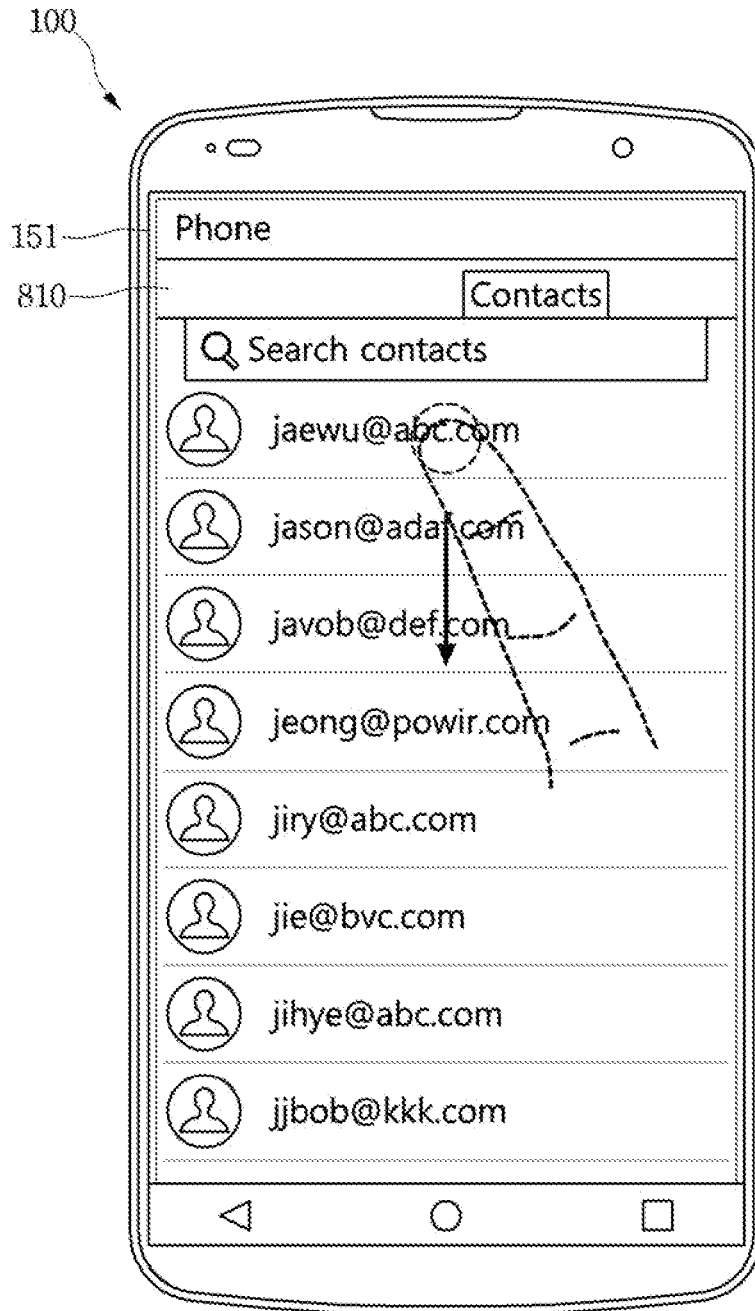 100
151
Phone
810
Contacts
Search contacts
jaewu@abc.com
jason@adaf.com
javob@def.com
jeong@powir.com
jiry@abc.com
jie@bvc.com
jihye@abc.com
jjbob@kkk.com